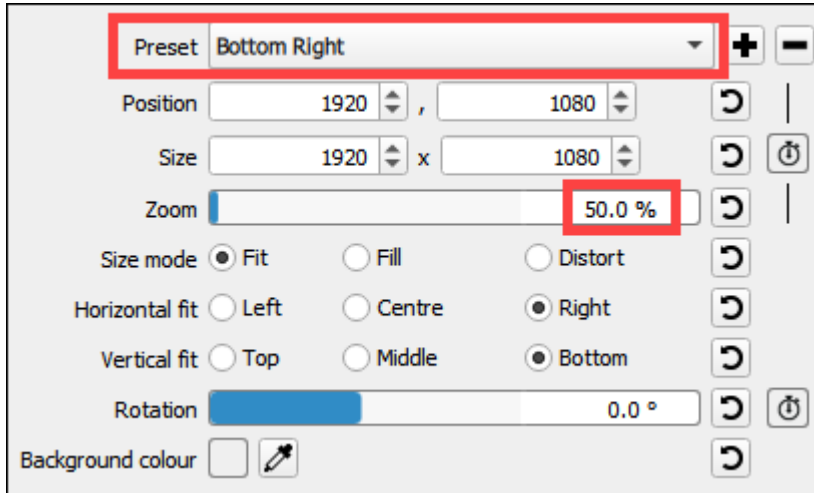 Preset Bottom Right
Position 1920 , 1080
Size 1920 x 1080
Zoom 50.0 %
Size mode Fit Fill Distort
Horizontal fit Left Centre Right
Vertical fit Top Middle Bottom
Rotation 0.0 °
Background colour